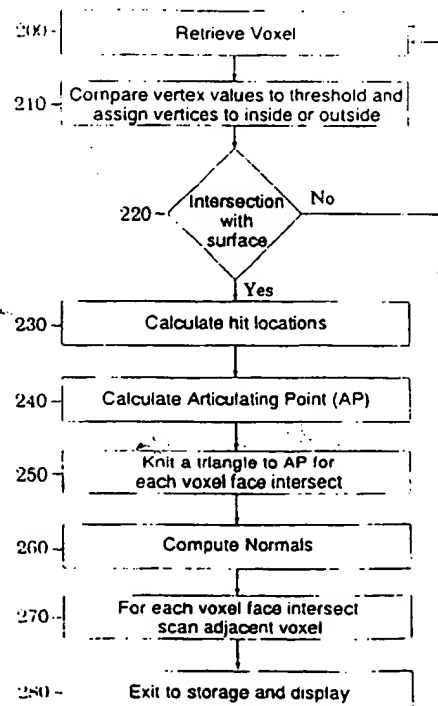 200
Retrieve Voxel
210
Compare vertex values to threshold and
assign vertices to inside or outside
220
Intersection
with
surface
No
Yes
230
Calculate hit locations
240
Calculate Articulating Point (AP)
250
Knit a triangle to AP for
each voxel face intersect
260
Compute Normals
270
For each voxel face intersect
scan adjacent voxel
280
Exit to storage and display